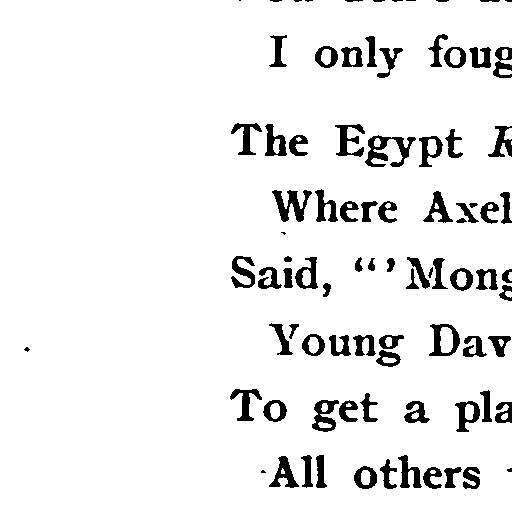 I only foug
The Egypt
Where Axel
Said, “ ’Mong
Young Dav
To get a pla
All others